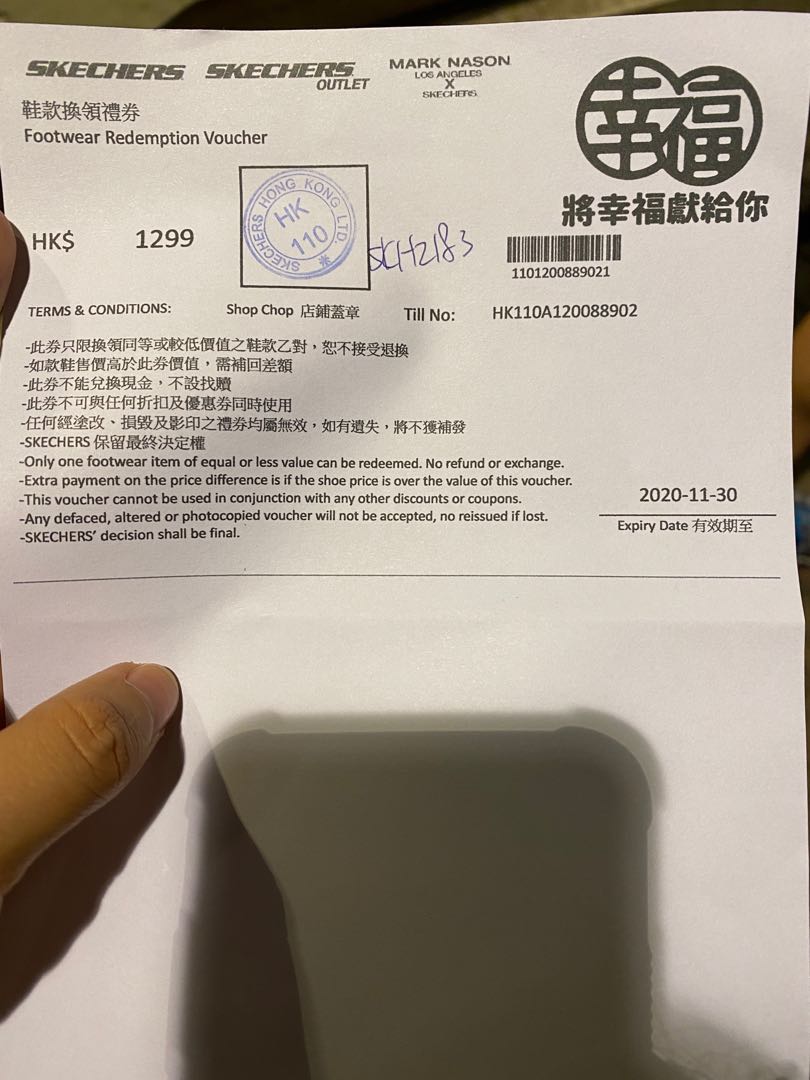 SKECHERS SKECHERS OUTLET MARK NASON LOS ANGELES X SKECHERS
幸福
將幸福獻給你
鞋款換領禮券
Footwear Redemption Voucher
HK$ 1299
SKECHERS HONG KONG LTD.
HK
110
SKH2183
1101200889021
TERMS & CONDITIONS: Shop Chop 店鋪蓋章 Till No: HK110A120088902
-此券只限換領同等或較低價值之鞋款乙對，恕不接受退換
-如款鞋售價高於此券價值，需補回差額
-此券不能兌換現金，不設找贖
-此券不可與任何折扣及優惠券同時使用
-任何經塗改、損毀及影印之禮券均屬無效，如有遺失，將不獲補發
-SKECHERS 保留最終決定權
-Only one footwear item of equal or less value can be redeemed. No refund or exchange.
-Extra payment on the price difference is if the shoe price is over the value of this voucher.
-This voucher cannot be used in conjunction with any other discounts or coupons.
-Any defaced, altered or photocopied voucher will not be accepted, no reissued if lost.
-SKECHERS’ decision shall be final.
2020-11-30
Expiry Date 有效期至